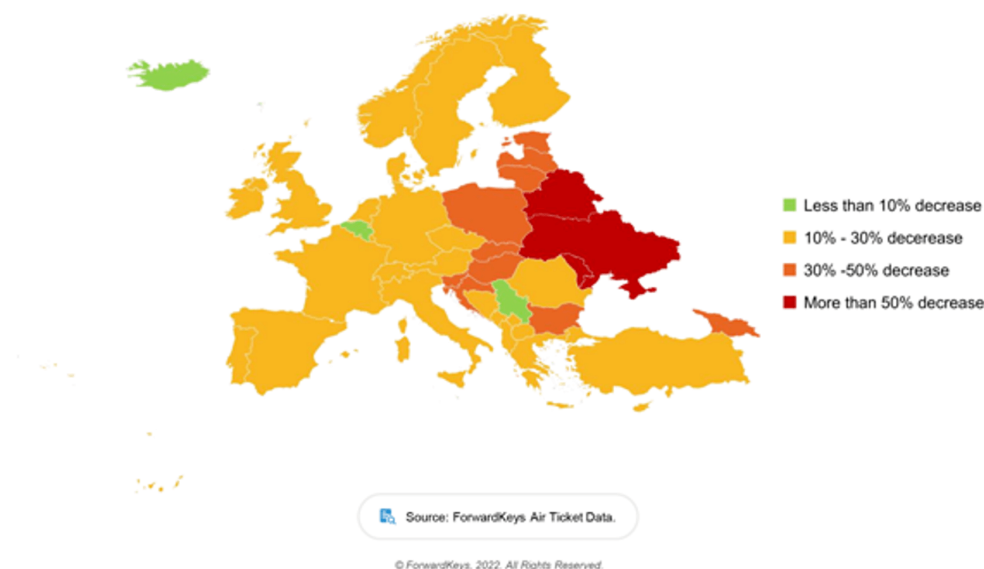 Less than 10% decrease
10% - 30% decerease
30% -50% decrease
More than 50% decrease
Source: ForwardKeys Air Ticket Data.
© ForwardKeys, 2022. All Rights Reserved.